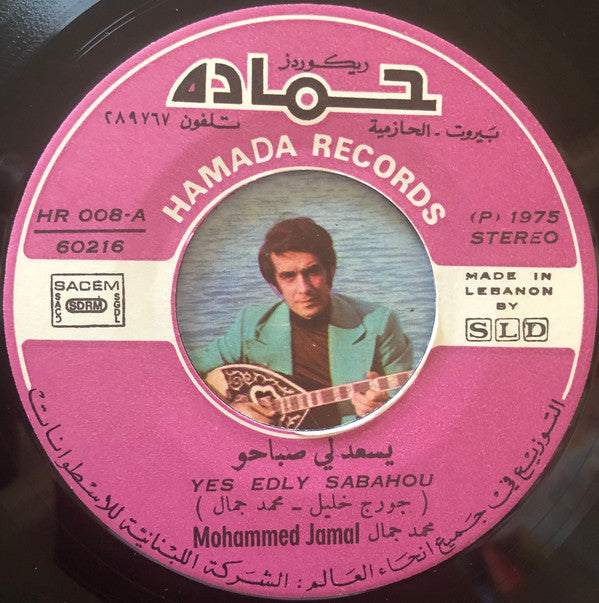 ريكوردز
حماده
تلفون ٢٨٩٧٦٧
بيروت - الحازمية
HAMADA RECORDS
HR 008-A
60216
(P) 1975
STEREO
SACEM
SACD SDRM SGDL
MADE IN
LEBANON
BY
SLD
يسعدلي صباحو
YES EDLY SABAHOU
( جورج خليل - محمد جمال )
Mohammed Jamal محمد جمال
التوزيع في جميع انحاء العالم : الشركة اللبنانية للاسطوانات